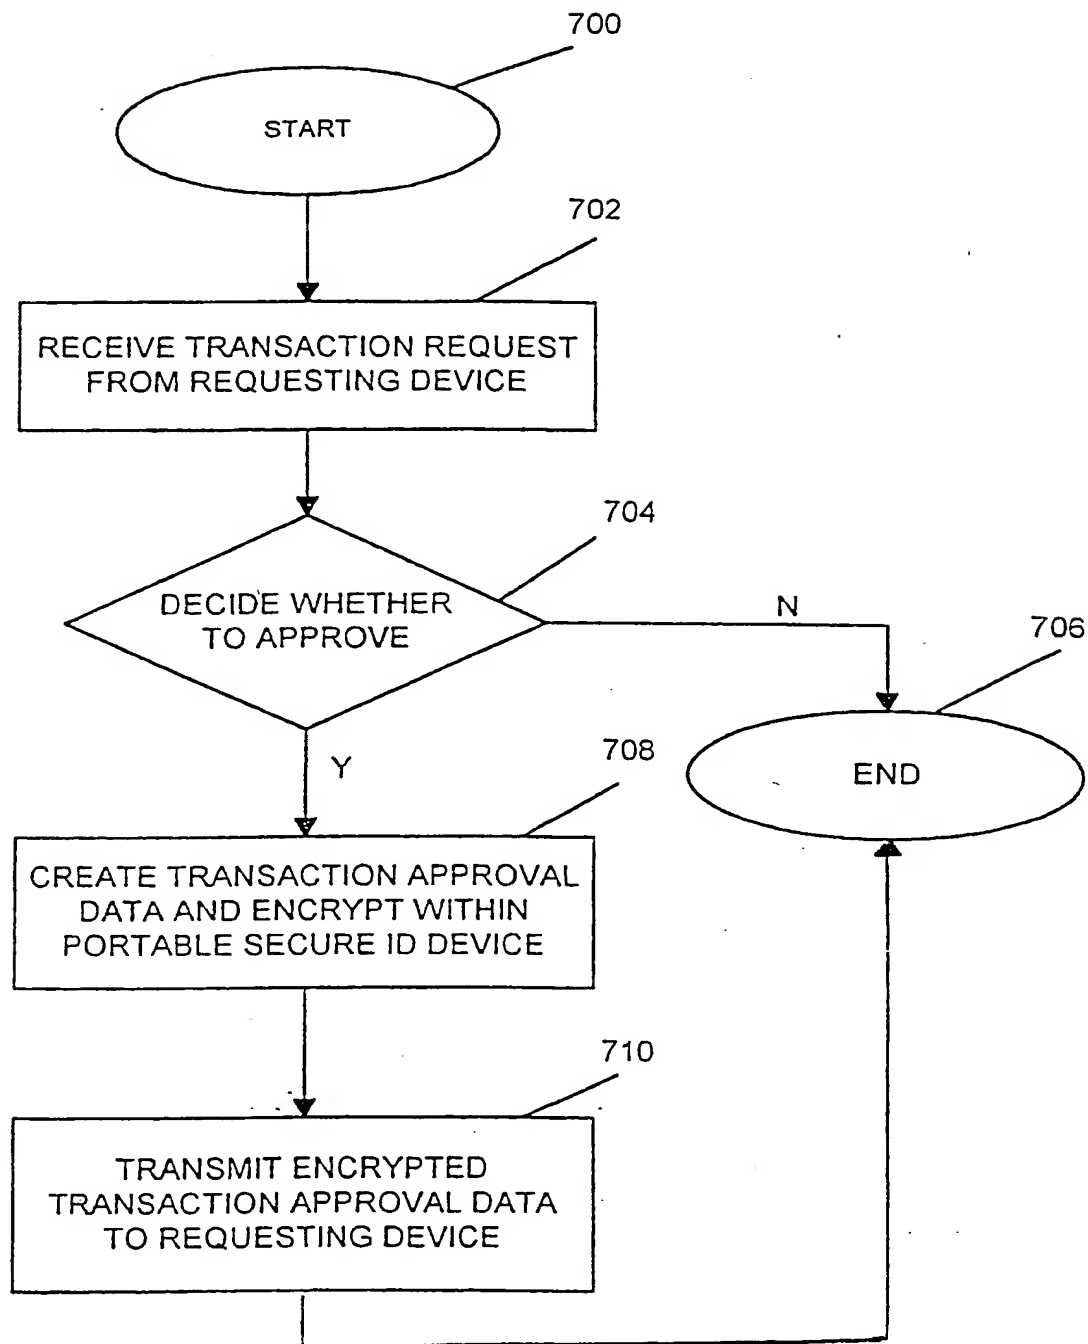 700
START
702
RECEIVE TRANSACTION REQUEST
FROM REQUESTING DEVICE
704
DECIDE WHETHER
TO APPROVE
N
706
END
Y
708
CREATE TRANSACTION APPROVAL
DATA AND ENCRYPT WITHIN
PORTABLE SECURE ID DEVICE
710
TRANSMIT ENCRYPTED
TRANSACTION APPROVAL DATA
TO REQUESTING DEVICE